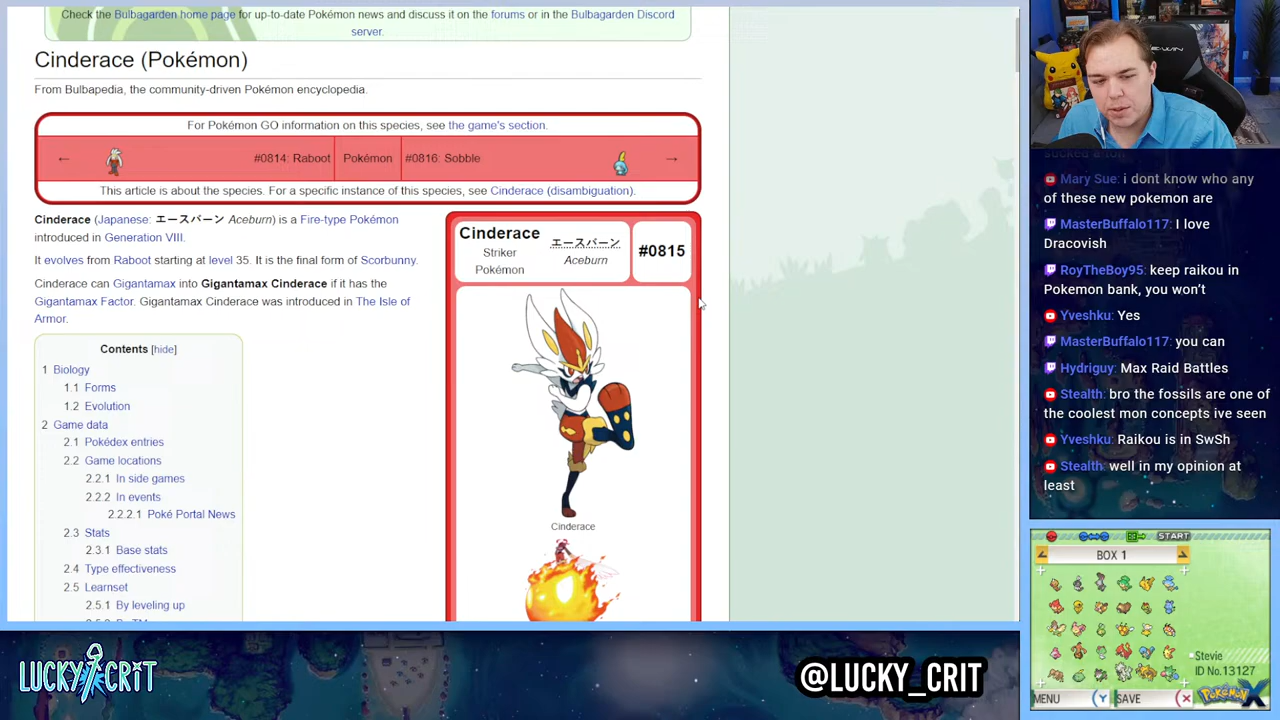 Check the Bulbagarden home page for up-to-date Pokémon news and discuss it on the forums or in the Bulbagarden Discord
server.
Cinderace (Pokémon)
From Bulbapedia, the community-driven Pokémon encyclopedia.
For Pokémon GO information on this species, see the game's section.
← #0814: Raboot Pokémon #0816: Sobble →
This article is about the species. For a specific instance of this species, see Cinderace (disambiguation).
Cinderace (Japanese: エースバーン Aceburn) is a Fire-type Pokémon
introduced in Generation VIII.
It evolves from Raboot starting at level 35. It is the final form of Scorbunny.
Cinderace can Gigantamax into Gigantamax Cinderace if it has the
Gigantamax Factor. Gigantamax Cinderace was introduced in The Isle of
Armor.
Contents [hide]
1 Biology
1.1 Forms
1.2 Evolution
2 Game data
2.1 Pokédex entries
2.2 Game locations
2.2.1 In side games
2.2.2 In events
2.2.2.1 Poké Portal News
2.3 Stats
2.3.1 Base stats
2.4 Type effectiveness
2.5 Learnset
2.5.1 By leveling up
Cinderace
Striker
Pokémon
エースバーン
Aceburn
#0815
Cinderace
sucked a ton
Mary Sue: i dont know who any
of these new pokemon are
MasterBuffalo117: I love
Dracovish
RoyTheBoy95: keep raikou in
Pokemon bank, you won't
Yveshku: Yes
MasterBuffalo117: you can
Hydriguy: Max Raid Battles
Stealth: bro the fossils are one of
the coolest mon concepts ive seen
Yveshku: Raikou is in SwSh
Stealth: well in my opinion at
least
START
BOX 1
Stevie
ID No.13127
MENU Y SAVE X
Pokémon X
LUCKY CRIT
@LUCKY_CRIT